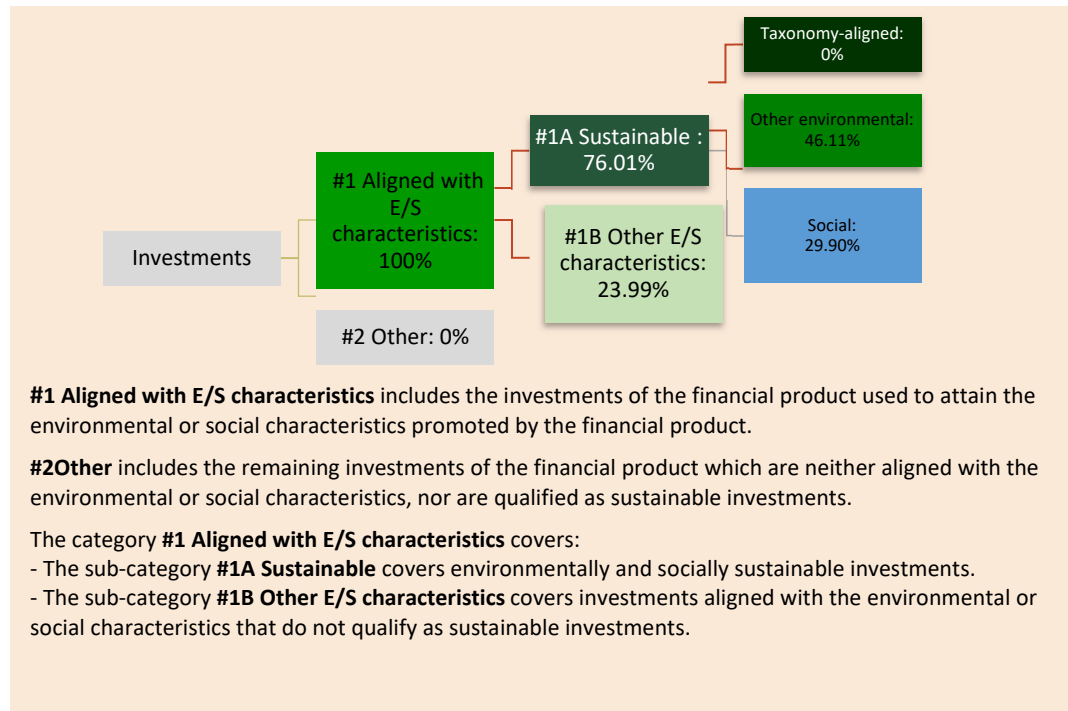 Taxonomy-aligned:
0%
Other environmental:
46.11%
#1A Sustainable :
76.01%
#1 Aligned with
E/S
characteristics:
100%
Social:
29.90%
#1B Other E/S
characteristics:
23.99%
Investments
#2 Other: 0%
#1 Aligned with E/S characteristics includes the investments of the financial product used to attain the
environmental or social characteristics promoted by the financial product.
#2Other includes the remaining investments of the financial product which are neither aligned with the
environmental or social characteristics, nor are qualified as sustainable investments.
The category #1 Aligned with E/S characteristics covers:
- The sub-category #1A Sustainable covers environmentally and socially sustainable investments.
- The sub-category #1B Other E/S characteristics covers investments aligned with the environmental or
social characteristics that do not qualify as sustainable investments.